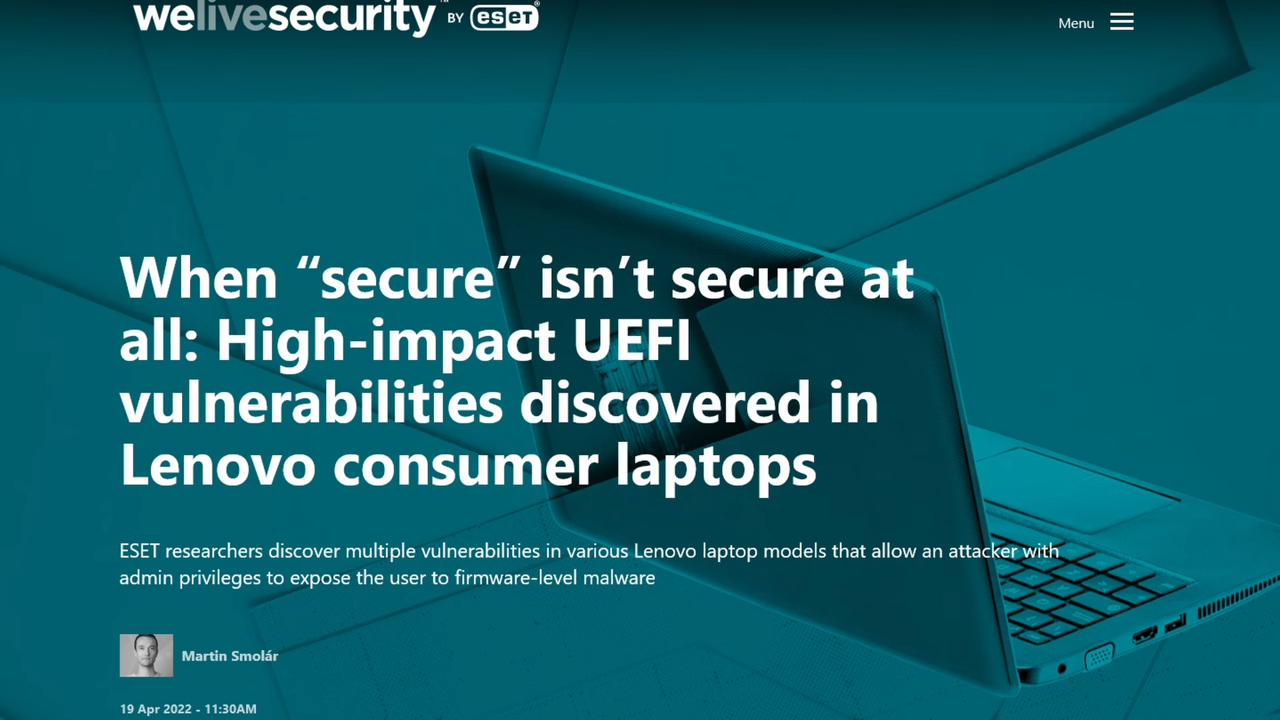 welivesecurity™ BY eseT®
Menu
When “secure” isn’t secure at
all: High-impact UEFI
vulnerabilities discovered in
Lenovo consumer laptops
ESET researchers discover multiple vulnerabilities in various Lenovo laptop models that allow an attacker with
admin privileges to expose the user to firmware-level malware
Martin Smolár
19 Apr 2022 - 11:30AM